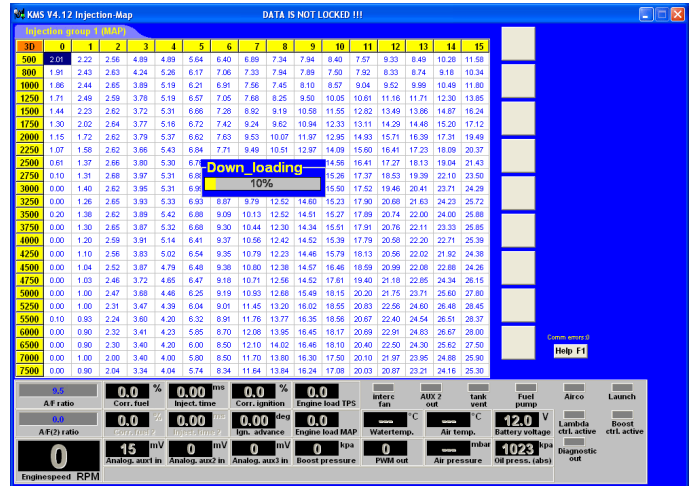 KMS V4.12 Injection-Map DATA IS NOT LOCKED !!!
Injection group 1 (MAP)
3D 0 1 2 3 4 5 6 7 8 9 10 11 12 13 14 15
500 2.01 2.22 2.56 4.89 4.89 5.64 6.40 6.89 7.34 7.94 8.40 7.57 9.33 8.49 10.28 11.58
800 1.91 2.43 2.63 4.24 5.26 6.17 7.06 7.33 7.94 7.89 7.50 7.92 8.33 8.74 9.18 10.34
1000 1.86 2.44 2.65 3.89 5.19 6.21 6.91 7.56 7.45 8.10 8.57 9.04 9.52 9.99 10.49 11.80
1250 1.71 2.49 2.59 3.78 5.19 6.57 7.05 7.68 8.25 9.50 10.05 10.61 11.16 11.71 12.30 13.85
1500 1.44 2.23 2.62 3.72 5.31 6.66 7.28 8.92 9.19 10.58 11.55 12.82 13.49 13.86 14.87 16.24
1750 1.30 2.02 2.64 3.77 5.16 6.72 7.42 9.24 9.62 10.94 12.33 13.11 14.29 14.48 15.20 17.12
2000 1.15 1.72 2.62 3.79 5.37 6.62 7.63 9.53 10.07 11.97 12.95 14.93 15.71 16.39 17.31 19.49
2250 1.07 1.58 2.62 3.66 5.43 6.84 7.71 9.49 10.51 12.97 14.09 15.60 16.41 17.23 18.09 20.37
2500 0.61 1.37 2.66 3.80 5.30 14.56 16.41 17.27 18.13 19.04 21.43
2750 0.10 1.31 2.68 3.97 5.31 15.26 17.37 18.53 19.39 22.10 23.50
3000 0.00 1.40 2.62 3.95 5.31 15.50 17.52 19.46 20.41 23.71 24.29
3250 0.00 1.26 2.65 3.93 5.33 6.93 8.87 9.79 12.52 14.60 15.23 17.90 20.68 21.63 24.23 25.72
3500 0.20 1.38 2.62 3.89 5.42 6.88 9.09 10.13 12.52 14.51 15.27 17.89 20.74 22.00 24.00 25.88
3750 0.00 1.30 2.65 3.87 5.32 6.68 9.30 10.44 12.30 14.34 15.51 17.91 20.76 22.11 23.33 25.85
4000 0.00 1.20 2.59 3.91 5.14 6.41 9.37 10.56 12.42 14.52 15.39 17.79 20.58 22.20 22.71 25.39
4250 0.00 1.10 2.56 3.83 5.02 6.54 9.35 10.79 12.23 14.46 15.79 18.13 20.56 22.02 21.92 24.38
4500 0.00 1.04 2.52 3.87 4.79 6.48 9.38 10.80 12.38 14.57 16.46 18.59 20.99 22.08 22.88 24.26
4750 0.00 1.03 2.46 3.72 4.65 6.47 9.18 10.71 12.56 14.52 17.61 19.40 21.18 22.85 24.34 26.15
5000 0.00 1.00 2.47 3.68 4.46 6.25 9.19 10.93 12.68 15.49 18.15 20.20 21.75 23.71 25.60 27.80
5250 0.00 1.00 2.31 3.47 4.39 6.04 9.01 11.45 13.20 16.02 18.55 20.83 22.56 24.60 26.48 28.45
5500 0.10 0.93 2.24 3.60 4.20 6.32 8.91 11.76 13.77 16.35 18.56 20.67 22.40 24.54 26.51 28.37
6000 0.00 0.90 2.32 3.41 4.23 5.85 8.70 12.08 13.95 16.45 18.17 20.69 22.91 24.83 26.67 28.00
6500 0.00 0.90 2.30 3.40 4.20 6.00 8.50 12.10 14.02 16.46 18.10 20.40 22.50 24.30 25.62 27.50
7000 0.00 1.00 2.00 3.40 4.00 5.80 8.50 11.70 13.80 16.30 17.50 20.10 21.97 23.95 24.88 25.90
7500 0.00 0.90 2.04 3.34 4.04 5.74 8.34 11.64 13.84 16.24 17.08 20.03 20.87 23.21 24.16 25.30
Down_loading
10%
Comm errors:0
Help F1
9.5 0.0 % 0.00 ms 0.0 % 0.0
A/F ratio Corr. fuel Inject. time Corr. ignition Engine load TPS interc fan AUX 2 out tank vent Fuel pump Airco Launch
0.0 0.0 % 0.00 ms 0.00 deg 0.0 --- °C --- °C 12.0 V
A/F(2) ratio Corr. fuel 2 Inject. time 2 Ign. advance Engine load MAP Watertemp. Air temp. Battery voltage Lambda ctrl. active Boost ctrl. active
0 15 mV 0 mV 0 mV 0 kpa 0 --- mbar 1023 kpa
Enginespeed RPM Analog. aux1 in Analog. aux2 in Analog. aux3 in Boost pressure PWM out Air pressure Oil press. (abs) Diagnostic out